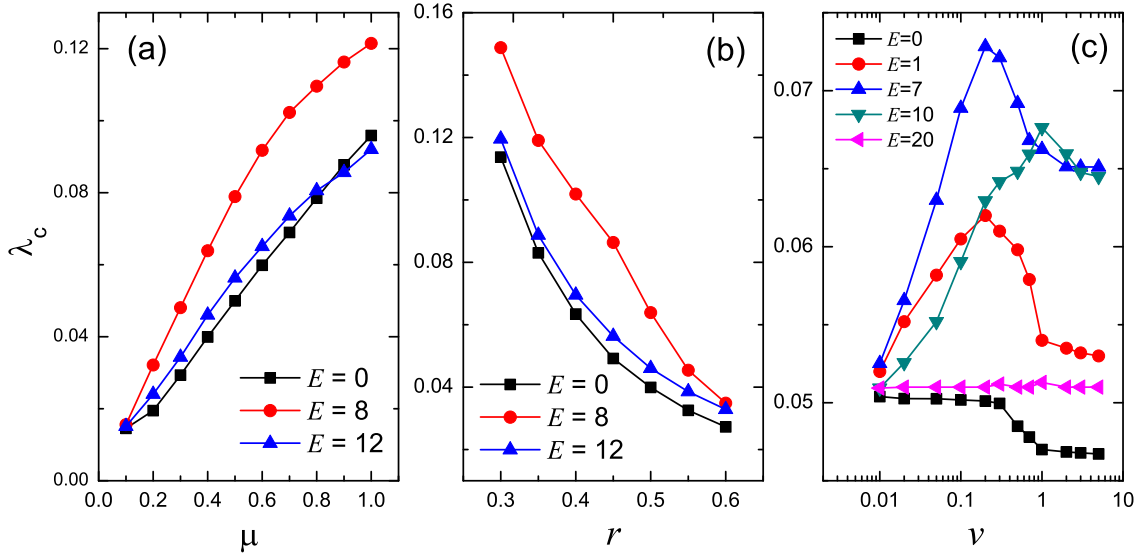 (a)
λc
0.12
0.08
0.04
0.00
E = 0
E = 8
E = 12
0.0 0.2 0.4 0.6 0.8 1.0
μ
(b)
0.16
0.12
0.08
0.04
E = 0
E = 8
E = 12
0.3 0.4 0.5 0.6
r
(c)
E=0
E=1
E=7
E=10
E=20
0.07
0.06
0.05
0.01 0.1 1 10
v